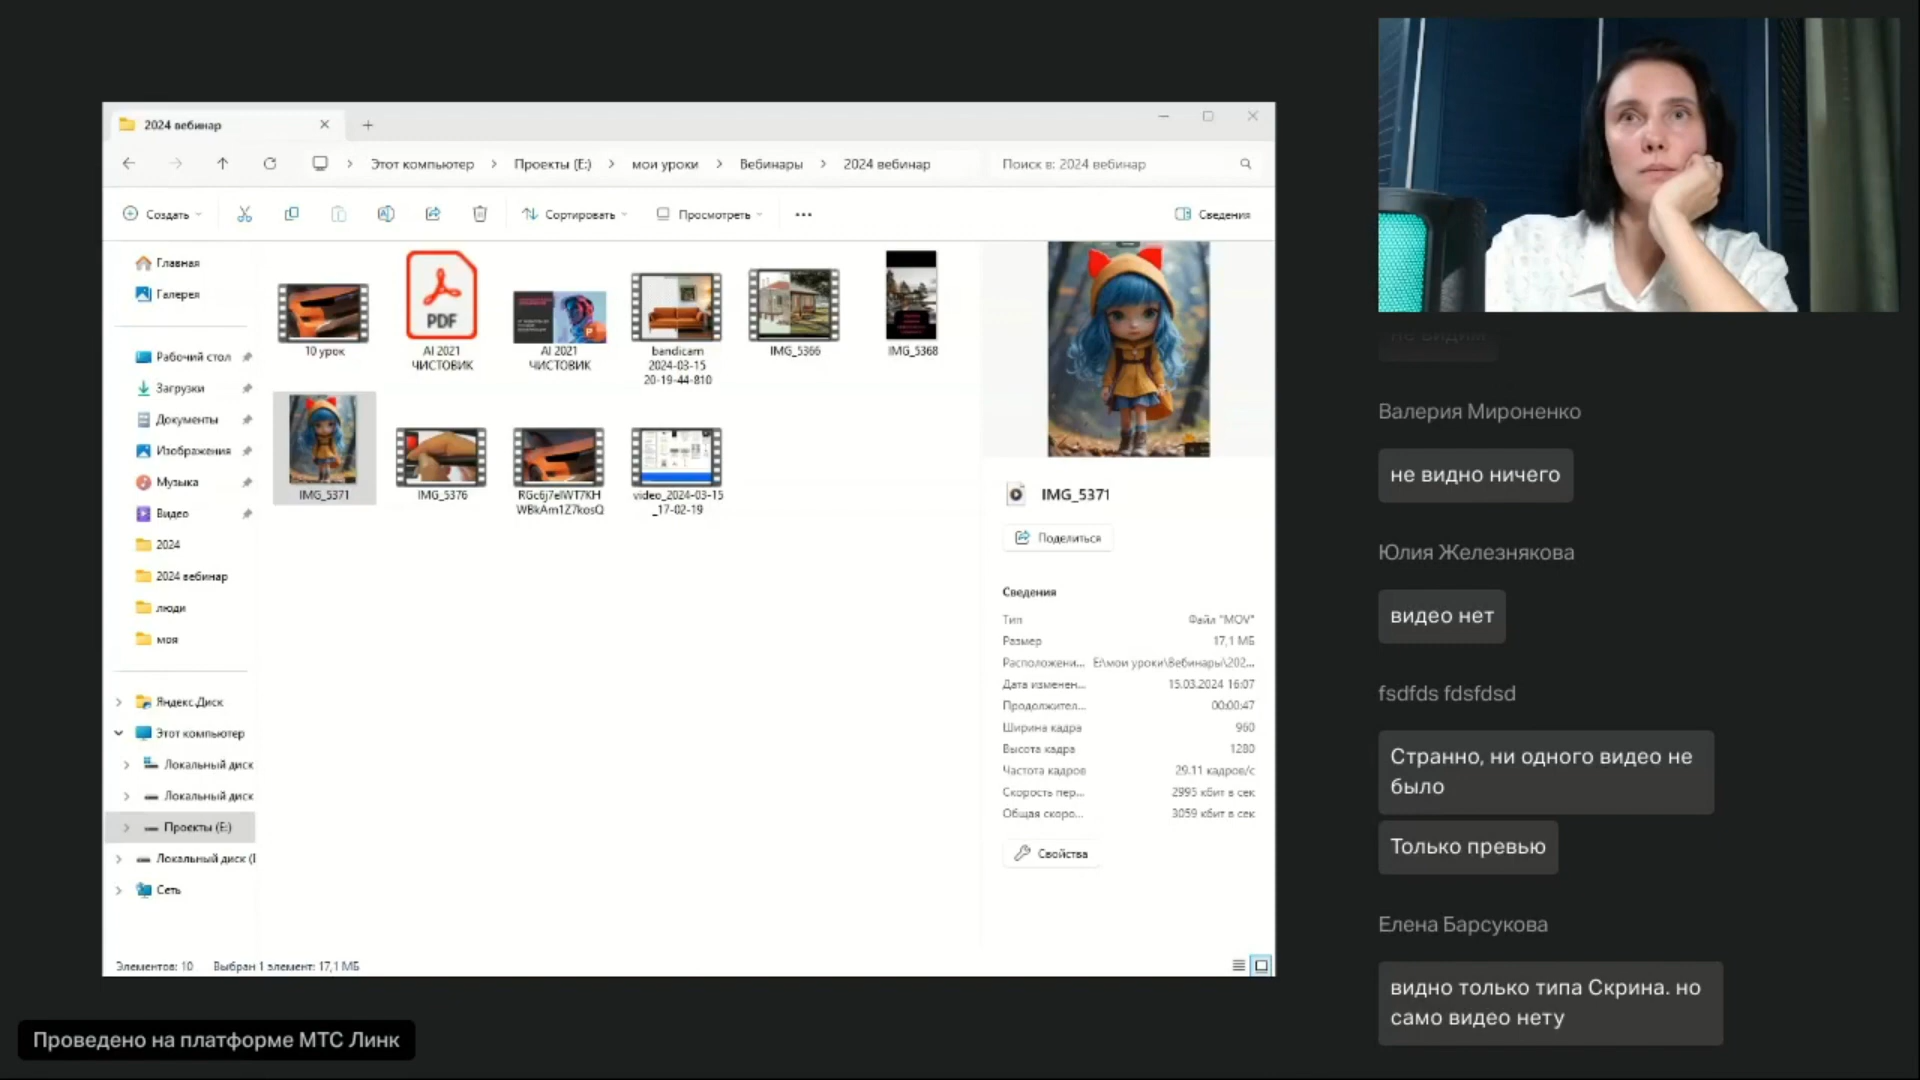 2024 вебинар
Этот компьютер
Проекты (E:)
мои уроки
Вебинары
2024 вебинар
Поиск в: 2024 вебинар
Создать
Сортировать
Просмотреть
Сведения
Главная
Галерея
Рабочий стол
Загрузки
Документы
Изображения
Музыка
Видео
2024
2024 вебинар
люди
моя
Яндекс.Диск
Этот компьютер
Локальный диск
Локальный диск
Проекты (E:)
Локальный диск (
Сеть
10 урок
PDF
AI 2021
ЧИСТОВИК
AI 2021
ЧИСТОВИК
bandicam
2024-03-15
20-19-44-810
IMG_5366
IMG_5368
IMG_5371
IMG_5376
RGc6j7elWT7KH
WBkAm1Z7kosQ
video_2024-03-15
_17-02-19
IMG_5371
Поделиться
Сведения
Тип Файл "MOV"
Размер 17,1 МБ
Расположени... E:\мои уроки\Вебинары\202...
Дата изменен... 15.03.2024 16:07
Продолжител... 00:00:47
Ширина кадра 960
Высота кадра 1280
Частота кадров 29.11 кадров/с
Скорость пер... 2995 кбит в сек
Общая скоро... 3059 кбит в сек
Свойства
Элементов: 10 Выбран 1 элемент: 17,1 МБ
Проведено на платформе МТС Линк
не видим
Валерия Мироненко
не видно ничего
Юлия Железнякова
видео нет
fsdfds fdsfdsd
Странно, ни одного видео не
было
Только превью
Елена Барсукова
видно только типа Скрина. но
само видео нету